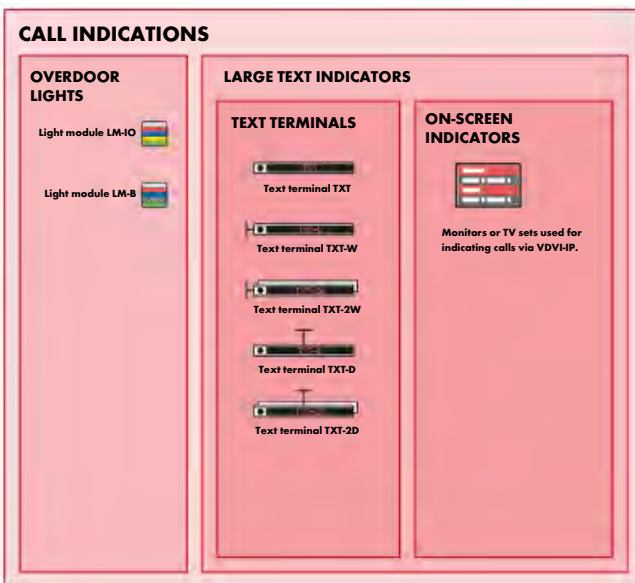 CALL INDICATIONS
OVERDOOR
LIGHTS
Light module LM-IO
Light module LM-B
LARGE TEXT INDICATORS
TEXT TERMINALS
Text terminal TXT
Text terminal TXT-W
Text terminal TXT-2W
Text terminal TXT-D
Text terminal TXT-2D
ON-SCREEN
INDICATORS
Monitors or TV sets used for
indicating calls via VDVI-IP.